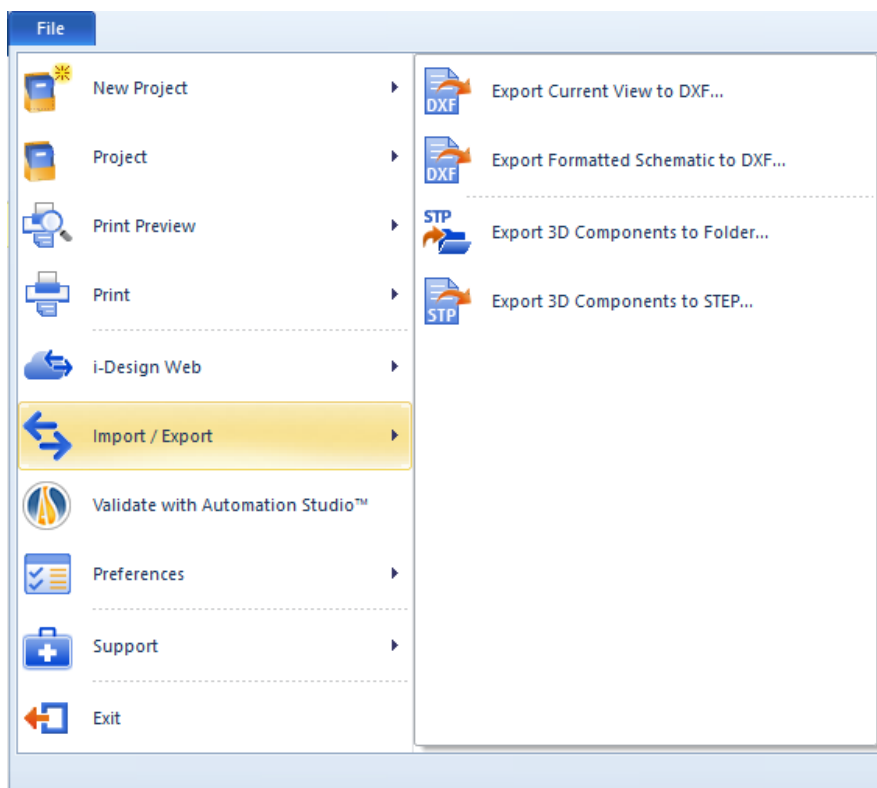 File
New Project
Project
Print Preview
Print
i-Design Web
Import / Export
Validate with Automation Studio™
Preferences
Support
Exit
DXF
Export Current View to DXF...
DXF
Export Formatted Schematic to DXF...
STP
Export 3D Components to Folder...
STP
Export 3D Components to STEP...